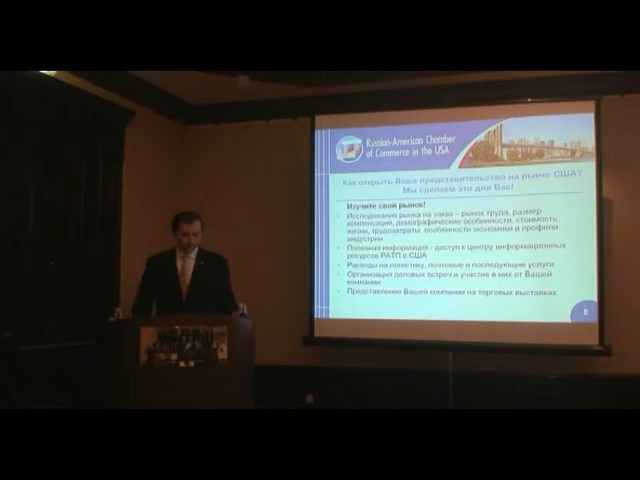 Russian-American Chamber
of Commerce in the USA
Как открыть Ваше представительство на рынке США?
Мы сделаем это для Вас!
Изучите свой рынок!
• Исследование рынка на заказ – рынок труда, размер
компенсаций, демографические особенности, стоимость
жизни, трудозатраты, особенности экономики и профили
индустрии
• Полезная информация - доступ к центру информационных
ресурсов РАТП в США
• Расходы на логистику, почтовые и последующие услуги
• Организация деловых встреч и участие в них от Вашей
компании
• Представление Вашей компании на торговых выставках
8